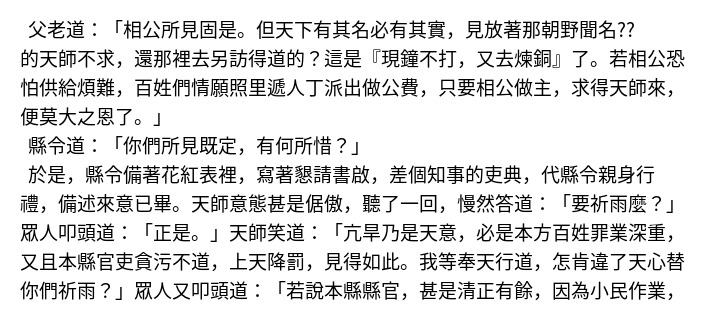 父老道：「相公所見固是。但天下有其名必有其實，見放著那朝野聞名??
的天師不求，還那裡去另訪得道的？這是『現鐘不打，又去煉銅』了。若相公恐
怕供給煩難，百姓們情願照里遞人丁派出做公費，只要相公做主，求得天師來，
便莫大之恩了。」
縣令道：「你們所見既定，有何所惜？」
於是，縣令備著花紅表裡，寫著懇請書啟，差個知事的吏典，代縣令親身行
禮，備述來意已畢。天師意態甚是倨傲，聽了一回，慢然答道：「要祈雨麼？」
眾人叩頭道：「正是。」天師笑道：「亢旱乃是天意，必是本方百姓罪業深重，
又且本縣官吏貪污不道，上天降罰，見得如此。我等奉天行道，怎肯違了天心替
你們祈雨？」眾人又叩頭道：「若說本縣縣官，甚是清正有餘，因為小民作業，